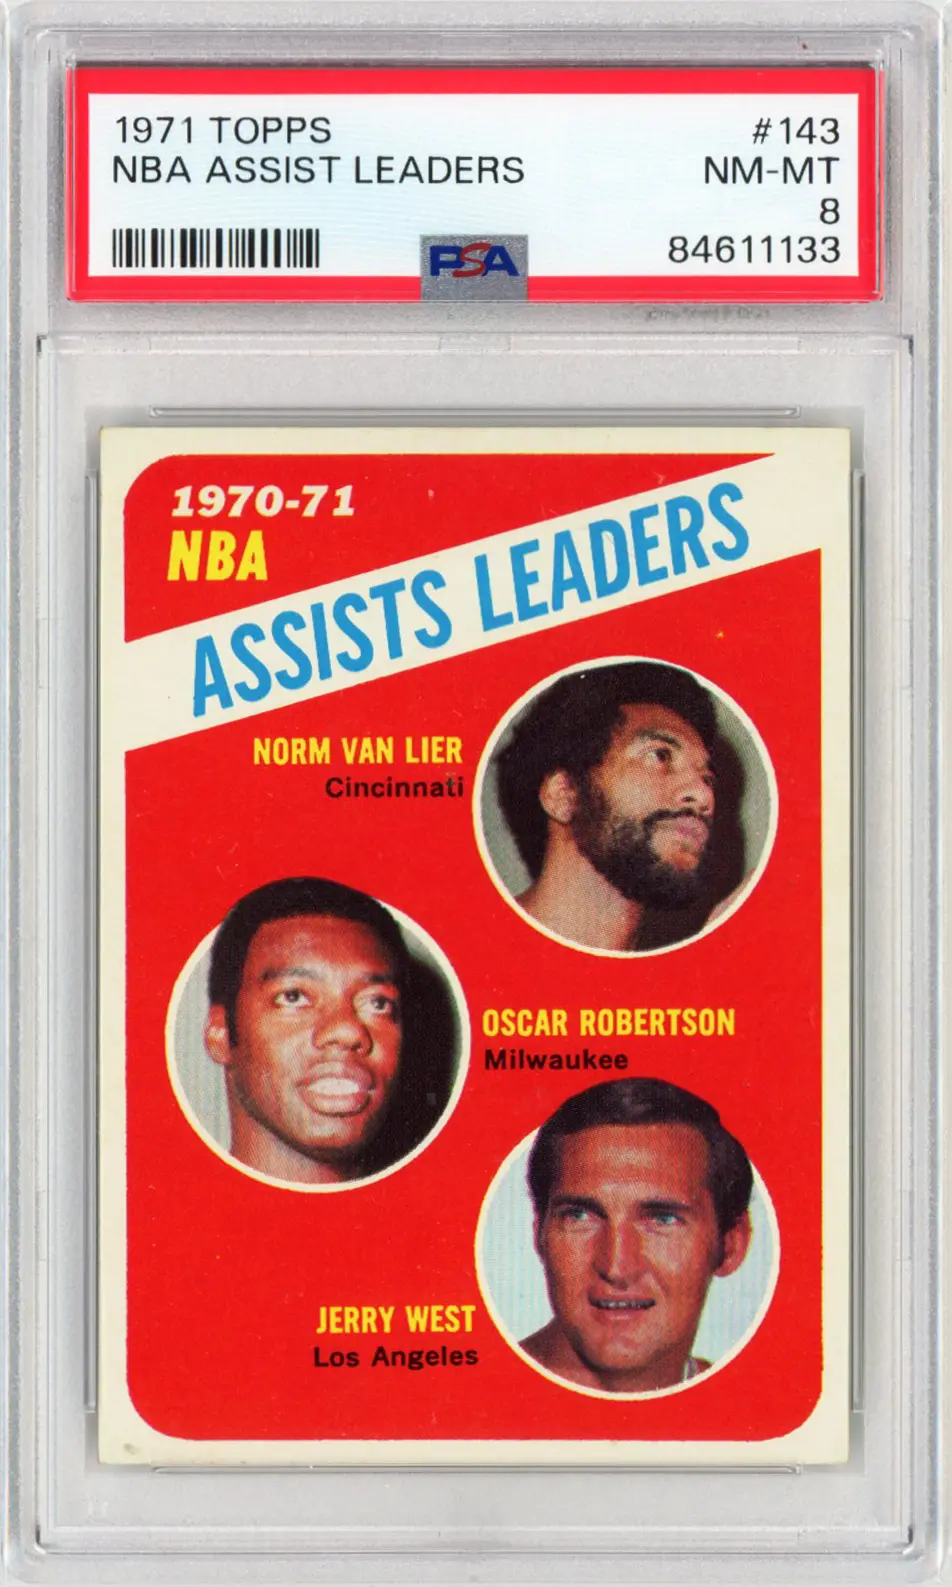 1971 TOPPS #143
NBA ASSIST LEADERS NM-MT
8
PSA 84611133
1970-71
NBA
ASSISTS LEADERS
NORM VAN LIER
Cincinnati
OSCAR ROBERTSON
Milwaukee
JERRY WEST
Los Angeles